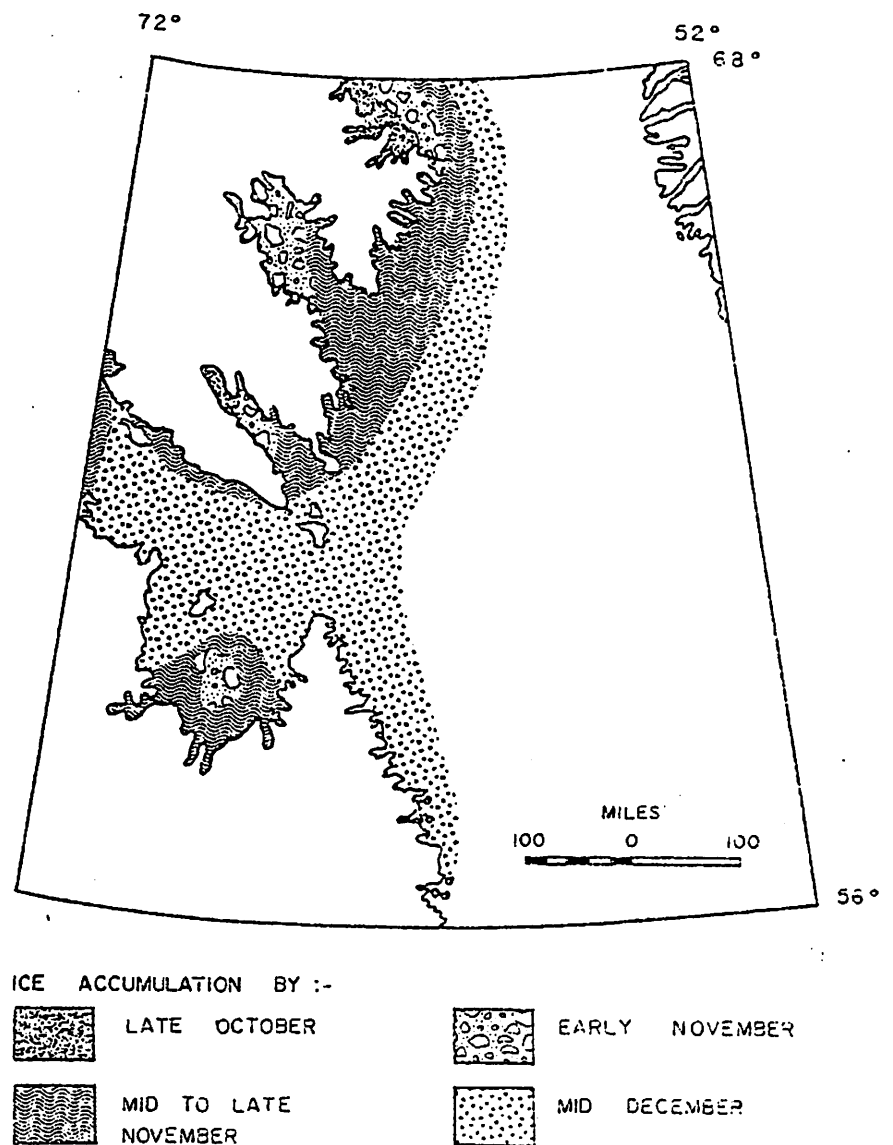 72°
52°
68°
MILES
100 0 100
56°
ICE ACCUMULATION BY :-
LATE OCTOBER
EARLY NOVEMBER
MID TO LATE
NOVEMBER
MID DECEMBER